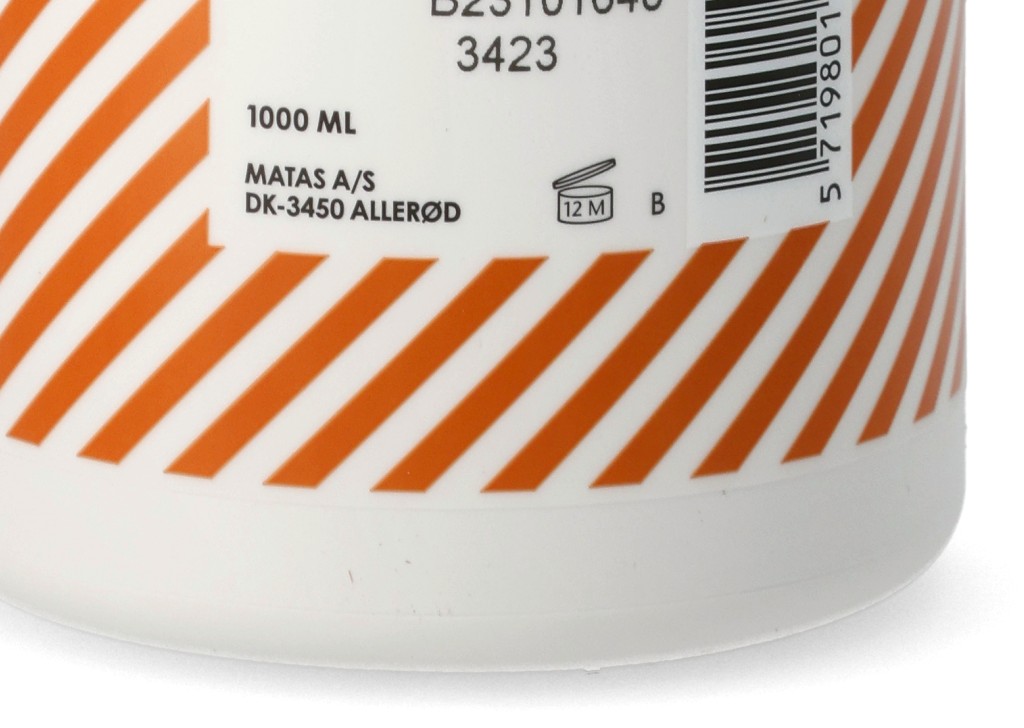 3423
1000 ML
MATAS A/S
DK-3450 ALLERØD
12 M
B
5 719801